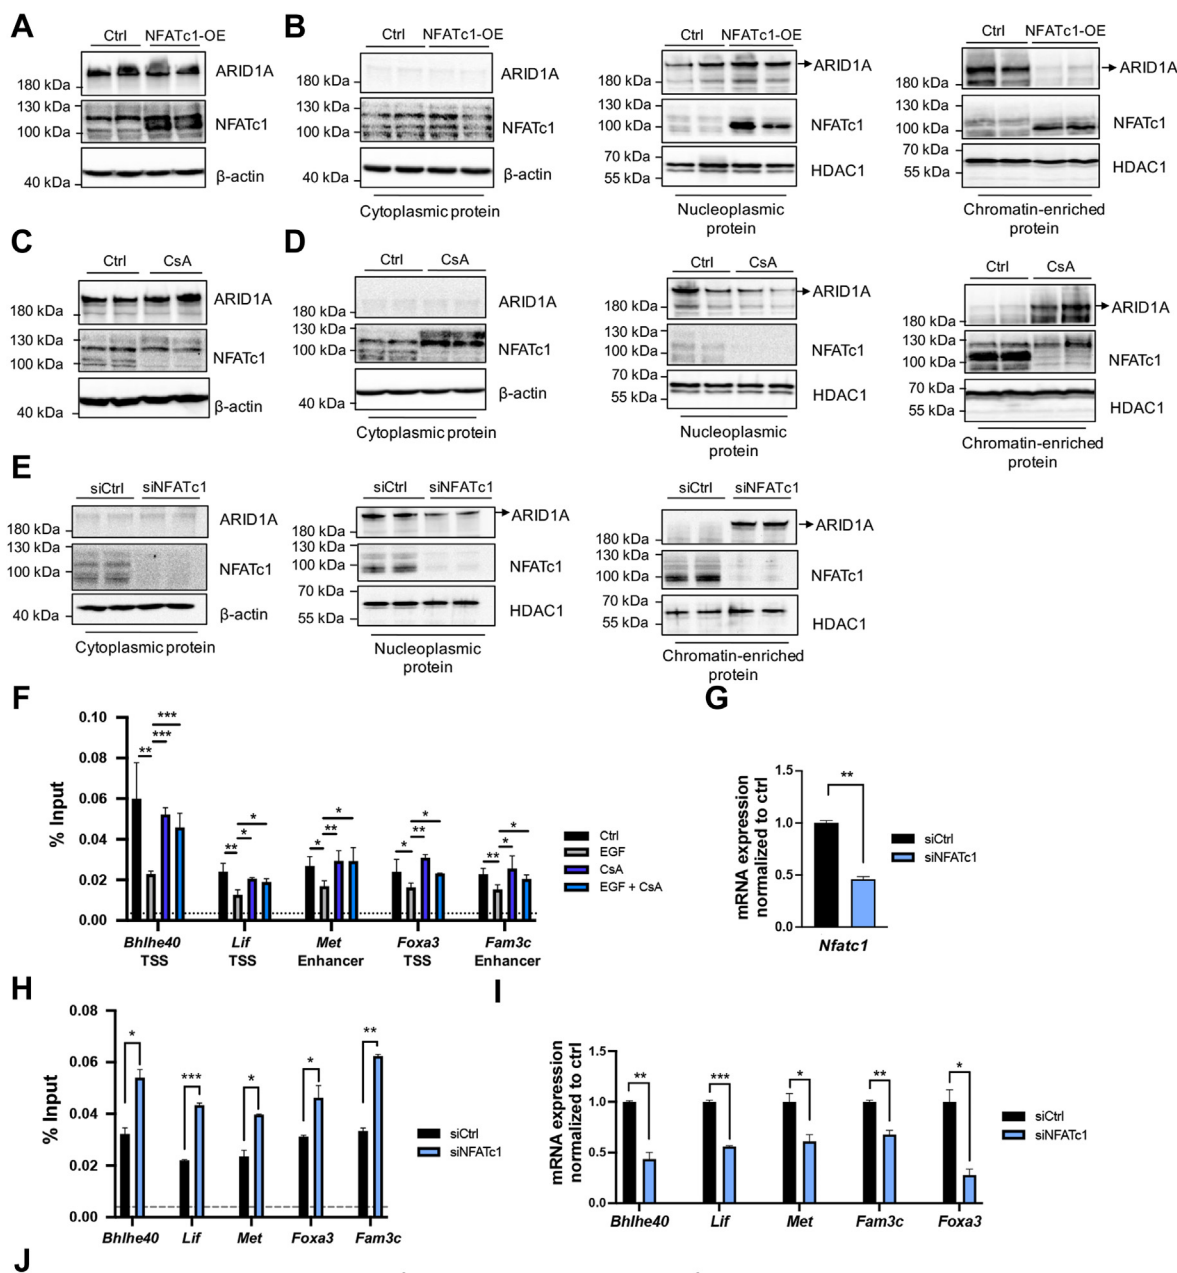 A
Ctrl NFATc1-OE
ARID1A
180 kDa
130 kDa
NFATc1
100 kDa
β-actin
40 kDa
B
Ctrl NFATc1-OE
ARID1A
180 kDa
130 kDa
100 kDa
NFATc1
β-actin
40 kDa
Cytoplasmic protein
Ctrl NFATc1-OE
ARID1A
180 kDa
130 kDa
100 kDa
NFATc1
70 kDa
HDAC1
55 kDa
Nucleoplasmic
protein
Ctrl NFATc1-OE
ARID1A
180 kDa
130 kDa
100 kDa
NFATc1
70 kDa
HDAC1
55 kDa
Chromatin-enriched
protein
C
Ctrl CsA
ARID1A
180 kDa
130 kDa
NFATc1
100 kDa
β-actin
40 kDa
D
Ctrl CsA
ARID1A
180 kDa
130 kDa
100 kDa
NFATc1
β-actin
40 kDa
Cytoplasmic protein
Ctrl CsA
ARID1A
180 kDa
130 kDa
100 kDa
NFATc1
70 kDa
HDAC1
55 kDa
Nucleoplasmic
protein
Ctrl CsA
ARID1A
180 kDa
130 kDa
100 kDa
NFATc1
70 kDa
HDAC1
55 kDa
Chromatin-enriched
protein
E
siCtrl siNFATc1
ARID1A
180 kDa
130 kDa
100 kDa
NFATc1
40 kDa
β-actin
Cytoplasmic protein
siCtrl siNFATc1
ARID1A
180 kDa
130 kDa
100 kDa
NFATc1
70 kDa
HDAC1
55 kDa
Nucleoplasmic
protein
siCtrl siNFATc1
ARID1A
180 kDa
130 kDa
100 kDa
NFATc1
70 kDa
55 kDa
HDAC1
Chromatin-enriched
protein
F
% Input
0.10
0.08
0.06
0.04
0.02
0.00
** *** ***
** * *
* ** *
* ** *
** * *
Ctrl
EGF
CsA
EGF + CsA
Bhlhe40 Lif Met Foxa3 Fam3c
TSS TSS Enhancer TSS Enhancer
G
mRNA expression
normalized to ctrl
1.5
1.0
0.5
0.0
**
siCtrl
siNFATc1
Nfatc1
H
% Input
0.08
0.06
0.04
0.02
0.00
* *** * * **
siCtrl
siNFATc1
Bhlhe40 Lif Met Foxa3 Fam3c
I
mRNA expression
normalized to ctrl
1.5
1.0
0.5
0.0
** *** * ** *
siCtrl
siNFATc1
Bhlhe40 Lif Met Fam3c Foxa3
J